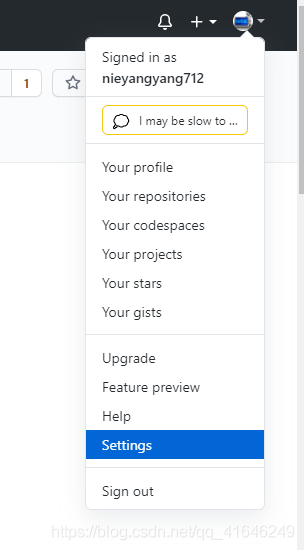 1
Signed in as
nieyangyang712
I may be slow to ...
Your profile
Your repositories
Your codespaces
Your projects
Your stars
Your gists
Upgrade
Feature preview
Help
Settings
Sign out
https://blog.csdn.net/qq_41646249